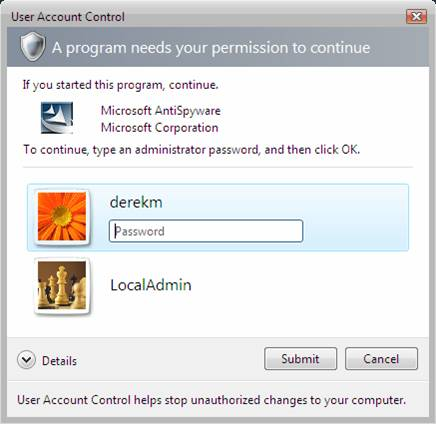 User Account Control
A program needs your permission to continue
If you started this program, continue.
Microsoft AntiSpyware
Microsoft Corporation
To continue, type an administrator password, and then click OK.
derekm
Password
LocalAdmin
Details
Submit
Cancel
User Account Control helps stop unauthorized changes to your computer.